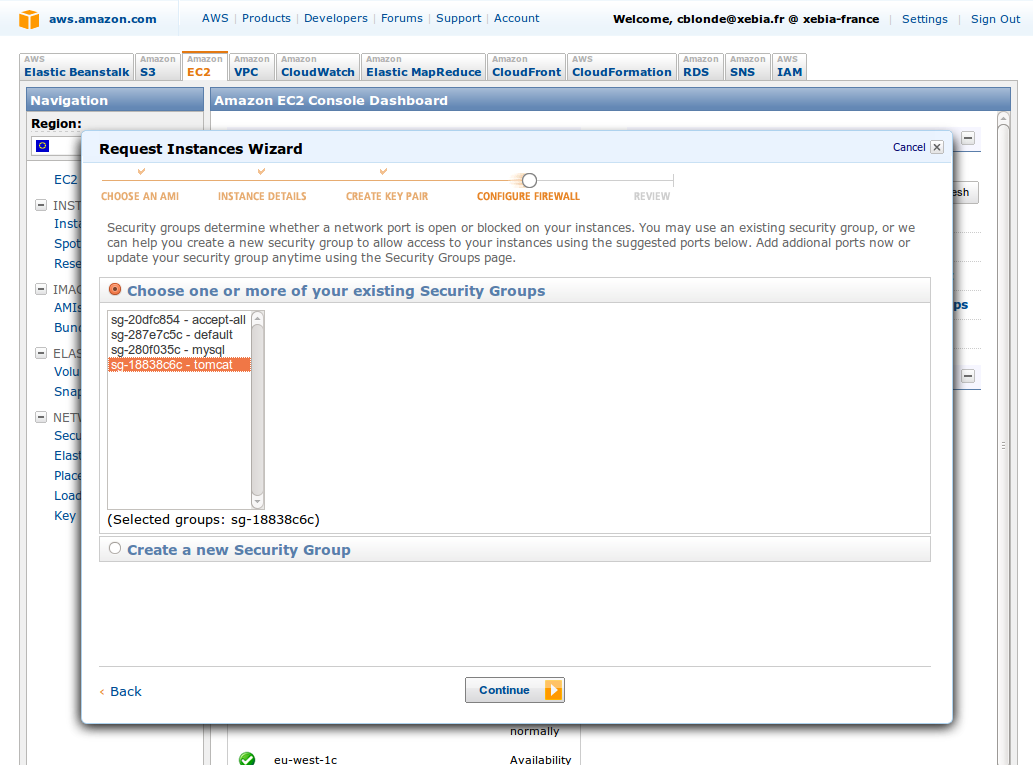 aws.amazon.com
AWS | Products | Developers | Forums | Support | Account
Welcome, cblonde@xebia.fr @ xebia-france | Settings | Sign Out
AWS Elastic Beanstalk
Amazon S3
Amazon EC2
Amazon VPC
Amazon CloudWatch
Amazon Elastic MapReduce
Amazon CloudFront
AWS CloudFormation
Amazon RDS
Amazon SNS
AWS IAM
Navigation
Amazon EC2 Console Dashboard
Region:
EC2
INST
Insta
Spot
Rese
IMAG
AMIs
Bund
ELAS
Volu
Snap
NETW
Secu
Elast
Place
Load
Key
esh
ps
Request Instances Wizard
Cancel
CHOOSE AN AMI
INSTANCE DETAILS
CREATE KEY PAIR
CONFIGURE FIREWALL
REVIEW
Security groups determine whether a network port is open or blocked on your instances. You may use an existing security group, or we
can help you create a new security group to allow access to your instances using the suggested ports below. Add addional ports now or
update your security group anytime using the Security Groups page.
Choose one or more of your existing Security Groups
sg-20dfc854 - accept-all
sg-287e7c5c - default
sg-280f035c - mysql
sg-18838c6c - tomcat
(Selected groups: sg-18838c6c)
Create a new Security Group
‹ Back
Continue
normally
eu-west-1c
Availability